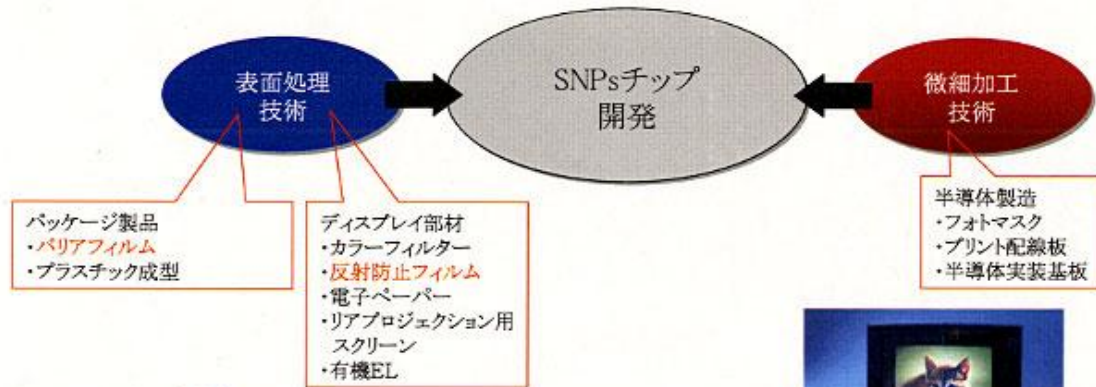 表面処理
技術
SNPsチップ
開発
微細加工
技術
パッケージ製品
・バリアフィルム
・プラスチック成型
ディスプレイ部材
・カラーフィルター
・反射防止フィルム
・電子ペーパー
・リアプロジェクション用
スクリーン
・有機EL
半導体製造
・フォトマスク
・プリント配線板
・半導体実装基板